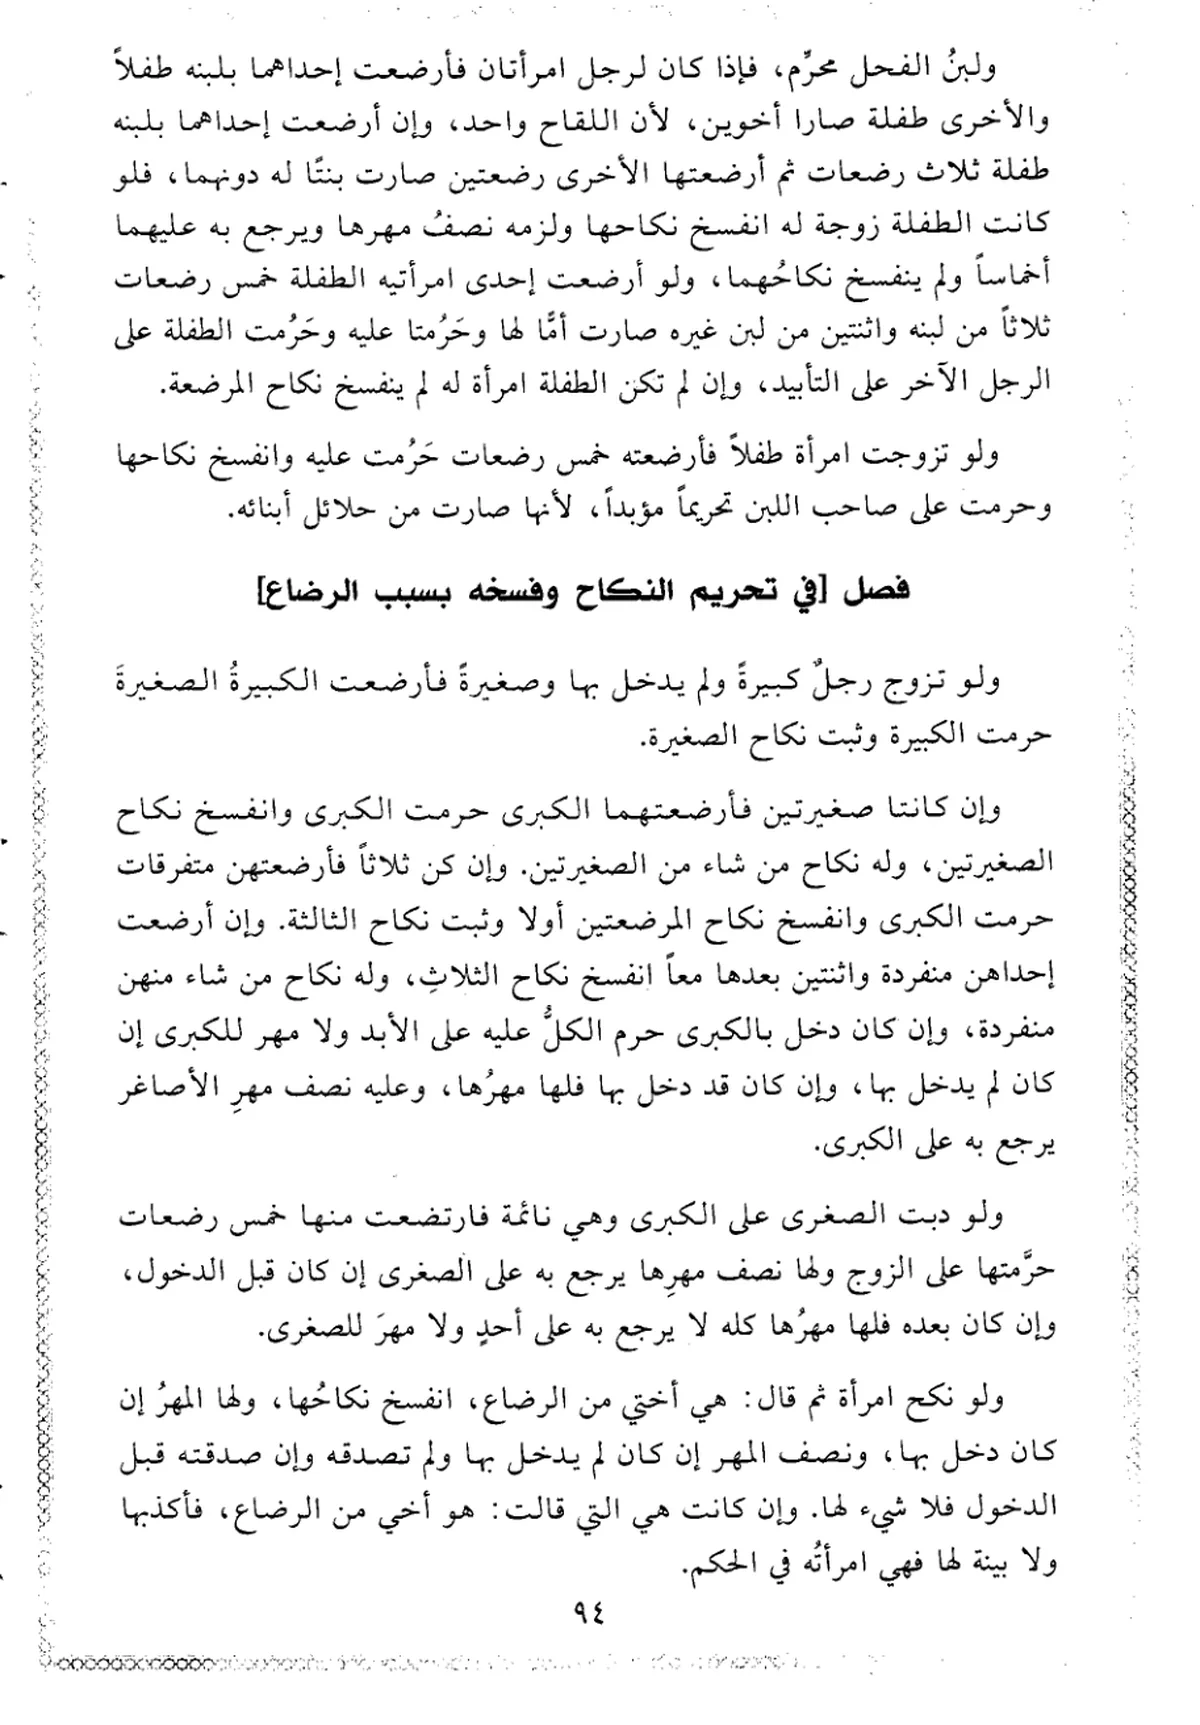 ولبنُ الفحل محرِّم، فإذا كان لرجل امرأتان فأرضعت إحداهما بلبنه طفلاً
والأخرى طفلة صارا أخوين، لأن اللقاح واحد، وإن أرضعت إحداهما بلبنه
طفلة ثلاث رضعات ثم أرضعتها الأخرى رضعتين صارت بنتًا له دونهما، فلو
كانت الطفلة زوجة له انفسخ نكاحها ولزمه نصفُ مهرها ويرجع به عليهما
أخماساً ولم ينفسخ نكاحُهما، ولو أرضعت إحدى امرأتيه الطفلة خمس رضعات
ثلاثاً من لبنه واثنتين من لبن غيره صارت أمًّا لها وحَرُمتا عليه وحَرُمت الطفلة على
الرجل الآخر على التأبيد، وإن لم تكن الطفلة امرأة له لم ينفسخ نكاح المرضعة.
ولو تزوجت امرأة طفلاً فأرضعته خمس رضعات حَرُمت عليه وانفسخ نكاحها
وحرمت على صاحب اللبن تحريماً مؤبداً، لأنها صارت من حلائل أبنائه.
فصل [في تحريم النكاح وفسخه بسبب الرضاع]
ولو تزوج رجلٌ كبيرةً ولم يدخل بها وصغيرةً فأرضعت الكبيرةُ الصغيرةَ
حرمت الكبيرة وثبت نكاح الصغيرة.
وإن كانتا صغيرتين فأرضعتهما الكبرى حرمت الكبرى وانفسخ نكاح
الصغيرتين، وله نكاح من شاء من الصغيرتين. وإن كن ثلاثاً فأرضعتهن متفرقات
حرمت الكبرى وانفسخ نكاح المرضعتين أولا وثبت نكاح الثالثة. وإن أرضعت
إحداهن منفردة واثنتين بعدها معاً انفسخ نكاح الثلاثِ، وله نكاح من شاء منهن
منفردة، وإن كان دخل بالكبرى حرم الكلُّ عليه على الأبد ولا مهر للكبرى إن
كان لم يدخل بها، وإن كان قد دخل بها فلها مهرُها، وعليه نصف مهرِ الأصاغر
يرجع به على الكبرى.
ولو دبت الصغرى على الكبرى وهي نائمة فارتضعت منها خمس رضعات
حرَّمتها على الزوج ولها نصف مهرِها يرجع به على الصغرى إن كان قبل الدخول،
وإن كان بعده فلها مهرُها كله لا يرجع به على أحدٍ ولا مهرَ للصغرى.
ولو نكح امرأة ثم قال: هي أختي من الرضاع، انفسخ نكاحُها، ولها المهرُ إن
كان دخل بها، ونصف المهر إن كان لم يدخل بها ولم تصدقه وإن صدقته قبل
الدخول فلا شيء لها. وإن كانت هي التي قالت: هو أخي من الرضاع، فأكذبها
ولا بينة لها فهي امرأتُه في الحكم.
٩٤